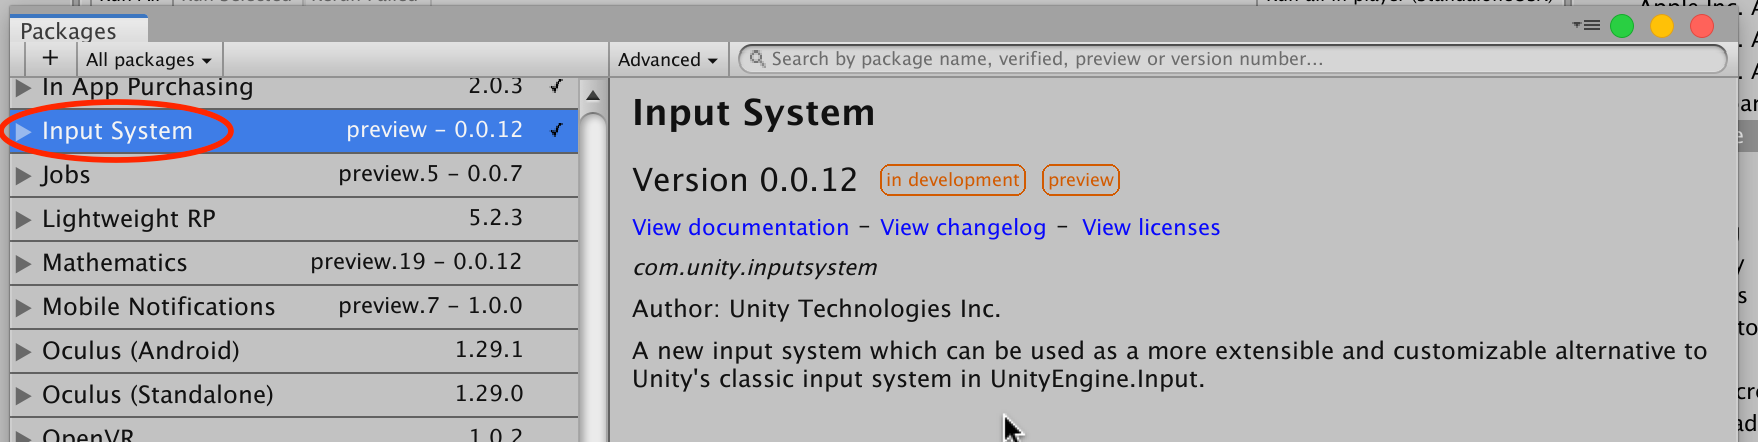 Packages
+ All packages
Advanced
Search by package name, verified, preview or version number...
In App Purchasing 2.0.3 ✓
Input System preview - 0.0.12 ✓
Jobs preview.5 - 0.0.7
Lightweight RP 5.2.3
Mathematics preview.19 - 0.0.12
Mobile Notifications preview.7 - 1.0.0
Oculus (Android) 1.29.1
Oculus (Standalone) 1.29.0
OpenVR 1.0.2
Input System
Version 0.0.12 in development preview
View documentation - View changelog - View licenses
com.unity.inputsystem
Author: Unity Technologies Inc.
A new input system which can be used as a more extensible and customizable alternative to
Unity's classic input system in UnityEngine.Input.